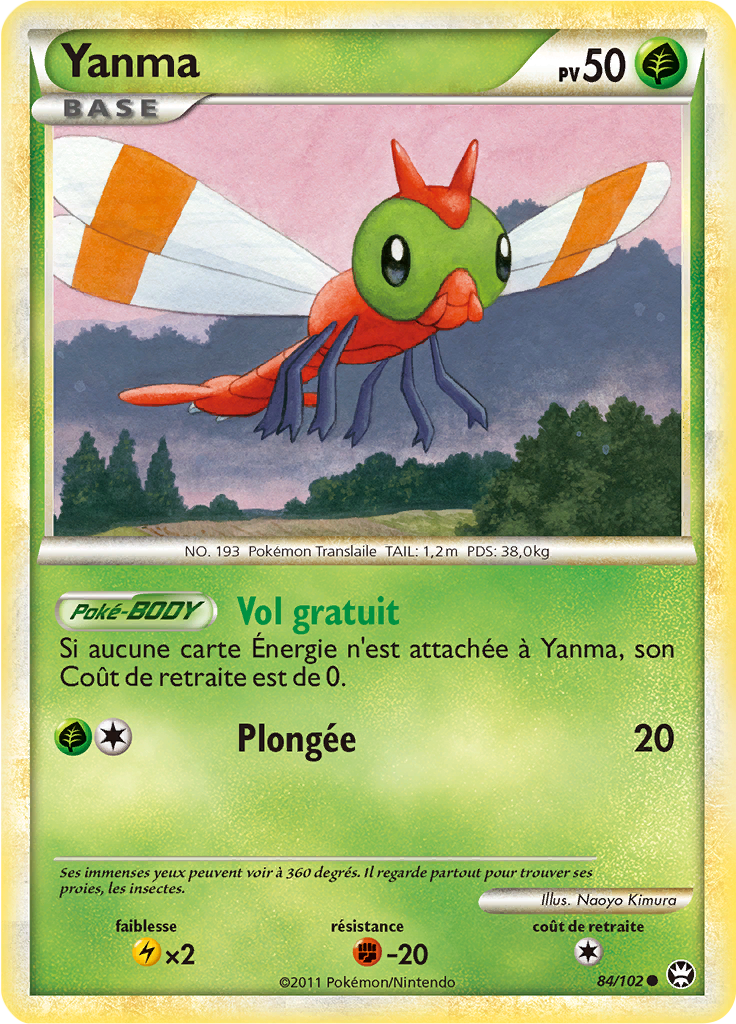 Yanma
PV 50
BASE
NO. 193 Pokémon Translaile TAIL: 1,2m PDS: 38,0kg
Poké-BODY Vol gratuit
Si aucune carte Énergie n'est attachée à Yanma, son
Coût de retraite est de 0.
Plongée 20
Ses immenses yeux peuvent voir à 360 degrés. Il regarde partout pour trouver ses
proies, les insectes.
Illus. Naoyo Kimura
faiblesse résistance coût de retraite
×2 -20
©2011 Pokémon/Nintendo 84/102